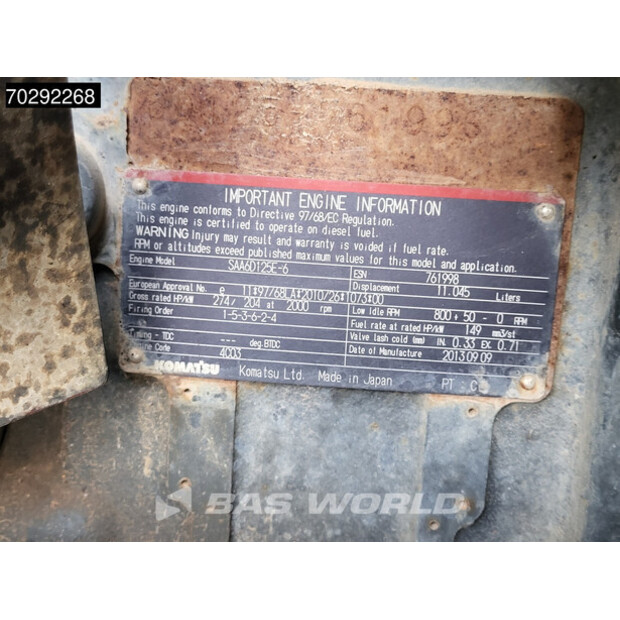 70292268
IMPORTANT ENGINE INFORMATION
This engine conforms to Directive 97/68/EC Regulation.
This engine is certified to operate on diesel fuel.
WARNING Injury may result and warranty is voided if fuel rate.
RPM or altitudes exceed published maximum values for this model and application.
Engine Model SAA6D125E-6 ESN 761998
European Approval No. e 11*97/68LA*2010/26*1073*00 Displacement 11.045 Liters
Gross rated HP/kW 274/ 204 at 2000 rpm Low Idle RPM 800 + 50 - 0 RPM
Firing Order 1-5-3-6-2-4 Fuel rate at rated HP/kW 149 mm3/st
Valve lash cold (mm) IN. 0.33 EX. 0.71
Timing - TDC --- deg.BTDC Date of Manufacture 2013.09.09
Engine Code 4C03
KOMATSU Komatsu Ltd. Made in Japan PT
BAS WORLD